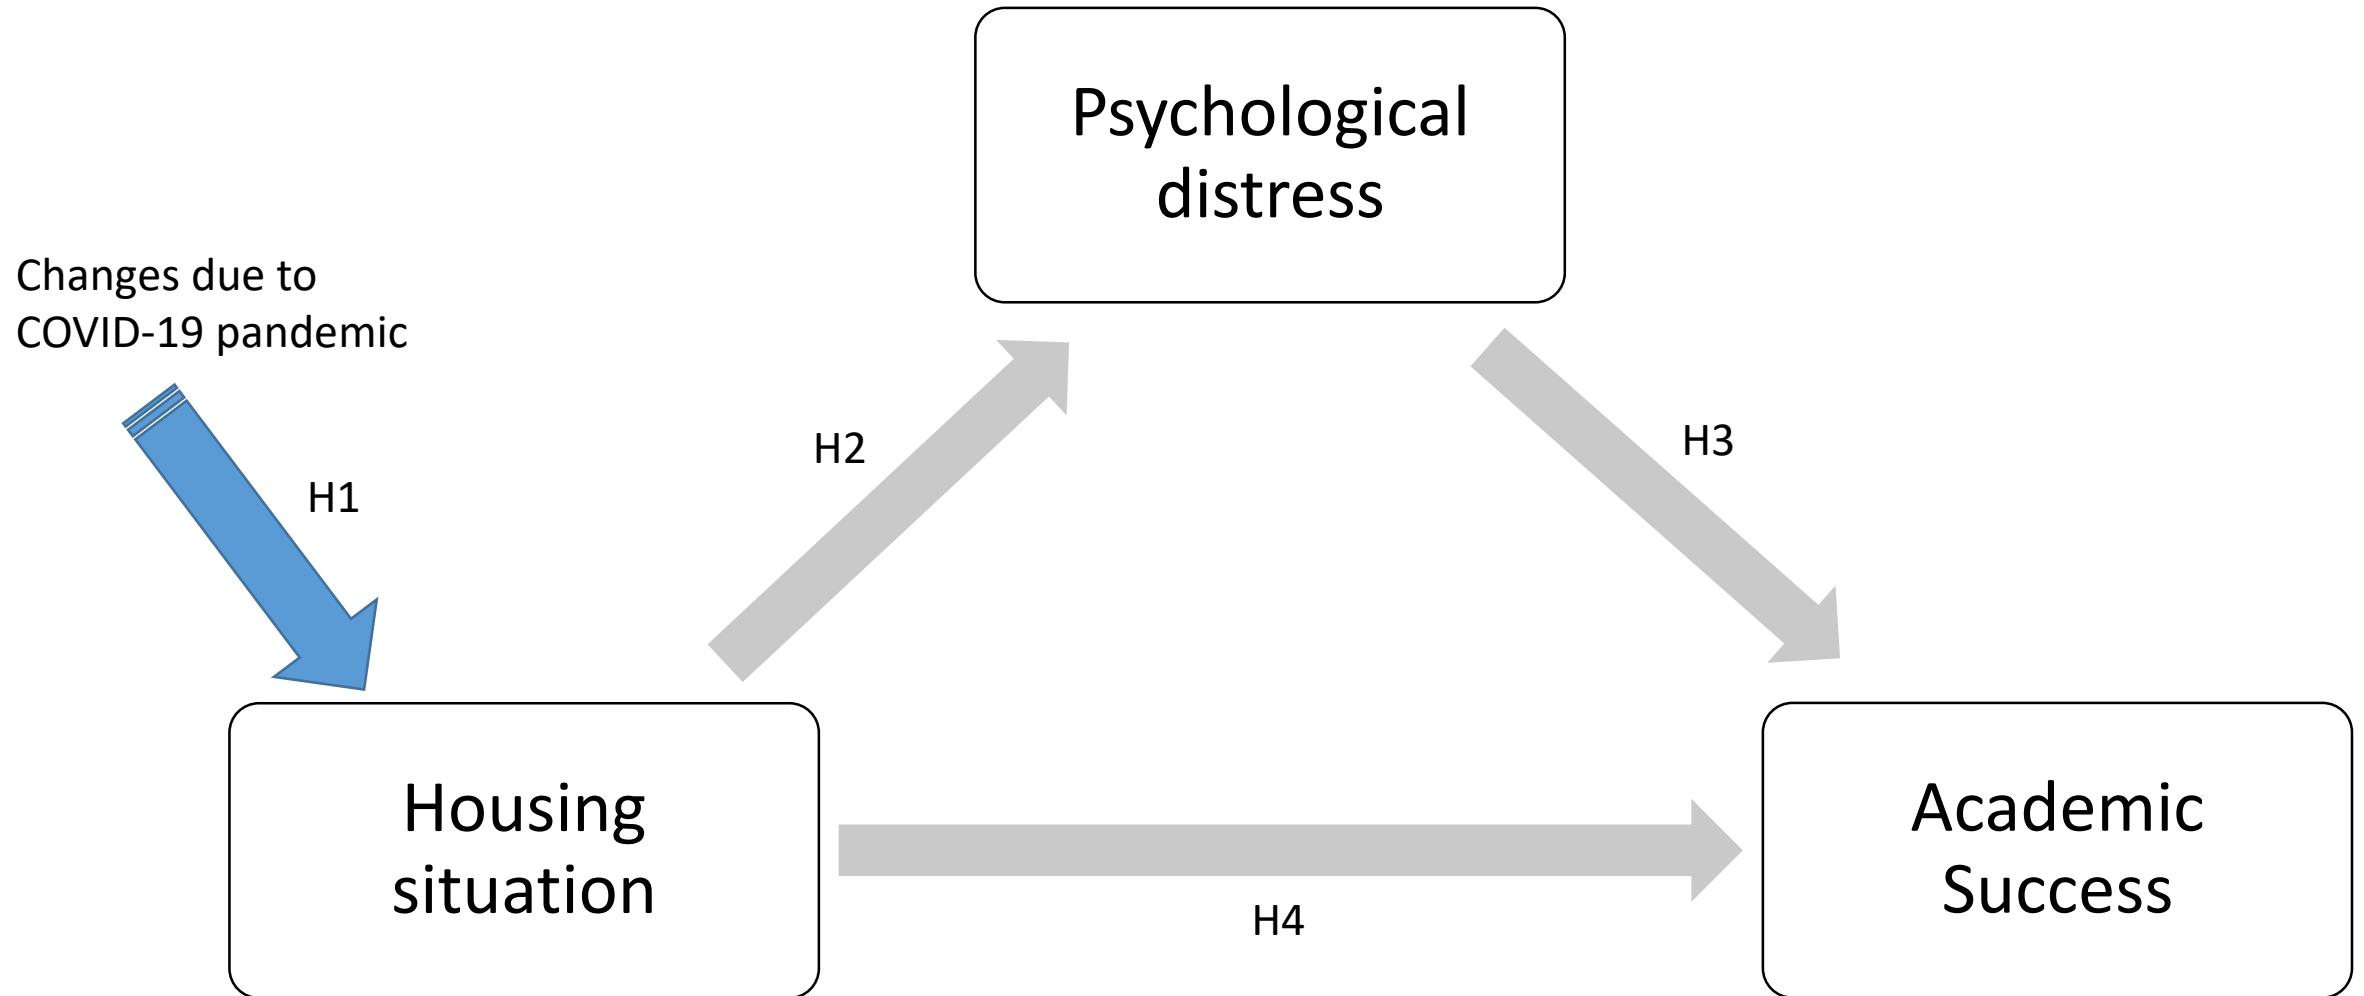 Psychological
distress
Changes due to
COVID-19 pandemic
H1
H2
H3
Housing
situation
H4
Academic
Success